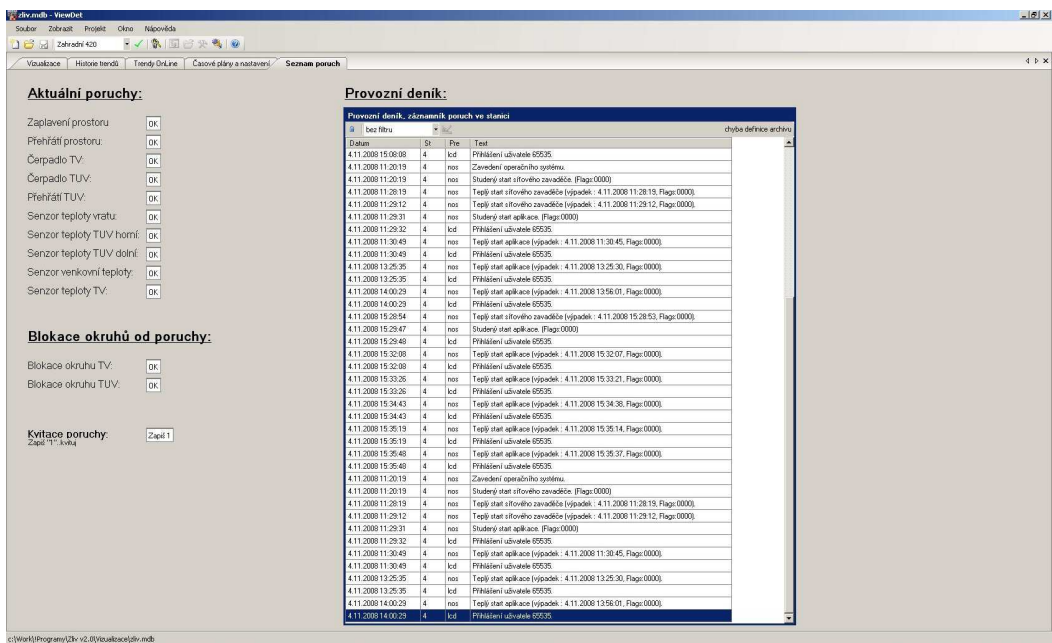 zliv.mdb - ViewDet
Soubor Zobrazit Projekt Okno Nápověda
Zahradní 420
Vizualizace Historie trendů Trendy OnLine Časové plány a nastavení Seznam poruch
Aktuální poruchy:
Zaplavení prostoru OK
Přehřátí prostoru: OK
Čerpadlo TV: OK
Čerpadlo TUV: OK
Přehřátí TUV: OK
Senzor teploty vratu: OK
Senzor teploty TUV horní: OK
Senzor teploty TUV dolní: OK
Senzor venkovní teploty: OK
Senzor teploty TV: OK
Blokace okruhů od poruchy:
Blokace okruhu TV: OK
Blokace okruhu TUV: OK
Kvitace poruchy: Zapiš 1
Zapiš "1"..kvituj
Provozní deník:
Provozní deník, záznamník poruch ve stanici
bez filtru chyba definice archivu
Datum St Pre Text
4.11.2008 15:08:08 4 lcd Přihlášení uživatele 65535.
4.11.2008 11:20:19 4 nos Zavedení operačního systému.
4.11.2008 11:20:19 4 nos Studený start síťového zavaděče. (Flags:0000)
4.11.2008 11:28:19 4 nos Teplý start síťového zavaděče (výpadek : 4.11.2008 11:28:19, Flags:0000).
4.11.2008 11:29:12 4 nos Teplý start síťového zavaděče (výpadek : 4.11.2008 11:29:12, Flags:0000).
4.11.2008 11:29:31 4 nos Studený start aplikace. (Flags:0000)
4.11.2008 11:29:32 4 lcd Přihlášení uživatele 65535.
4.11.2008 11:30:49 4 nos Teplý start aplikace (výpadek : 4.11.2008 11:30:45, Flags:0000).
4.11.2008 11:30:49 4 lcd Přihlášení uživatele 65535.
4.11.2008 13:25:35 4 nos Teplý start aplikace (výpadek : 4.11.2008 13:25:30, Flags:0000).
4.11.2008 13:25:35 4 lcd Přihlášení uživatele 65535.
4.11.2008 14:00:29 4 nos Teplý start aplikace (výpadek : 4.11.2008 13:56:01, Flags:0000).
4.11.2008 14:00:29 4 lcd Přihlášení uživatele 65535.
4.11.2008 15:28:54 4 nos Teplý start síťového zavaděče (výpadek : 4.11.2008 15:28:53, Flags:0000).
4.11.2008 15:29:47 4 nos Studený start aplikace. (Flags:0000)
4.11.2008 15:29:48 4 lcd Přihlášení uživatele 65535.
4.11.2008 15:32:08 4 nos Teplý start aplikace (výpadek : 4.11.2008 15:32:07, Flags:0000).
4.11.2008 15:32:08 4 lcd Přihlášení uživatele 65535.
4.11.2008 15:33:26 4 nos Teplý start aplikace (výpadek : 4.11.2008 15:33:21, Flags:0000).
4.11.2008 15:33:26 4 lcd Přihlášení uživatele 65535.
4.11.2008 15:34:43 4 nos Teplý start aplikace (výpadek : 4.11.2008 15:34:38, Flags:0000).
4.11.2008 15:34:43 4 lcd Přihlášení uživatele 65535.
4.11.2008 15:35:19 4 nos Teplý start aplikace (výpadek : 4.11.2008 15:35:14, Flags:0000).
4.11.2008 15:35:19 4 lcd Přihlášení uživatele 65535.
4.11.2008 15:35:48 4 nos Teplý start aplikace (výpadek : 4.11.2008 15:35:37, Flags:0000).
4.11.2008 15:35:48 4 lcd Přihlášení uživatele 65535.
4.11.2008 11:20:19 4 nos Zavedení operačního systému.
4.11.2008 11:20:19 4 nos Studený start síťového zavaděče. (Flags:0000)
4.11.2008 11:28:19 4 nos Teplý start síťového zavaděče (výpadek : 4.11.2008 11:28:19, Flags:0000).
4.11.2008 11:29:12 4 nos Teplý start síťového zavaděče (výpadek : 4.11.2008 11:29:12, Flags:0000).
4.11.2008 11:29:31 4 nos Studený start aplikace. (Flags:0000)
4.11.2008 11:29:32 4 lcd Přihlášení uživatele 65535.
4.11.2008 11:30:49 4 nos Teplý start aplikace (výpadek : 4.11.2008 11:30:45, Flags:0000).
4.11.2008 11:30:49 4 lcd Přihlášení uživatele 65535.
4.11.2008 13:25:35 4 nos Teplý start aplikace (výpadek : 4.11.2008 13:25:30, Flags:0000).
4.11.2008 13:25:35 4 lcd Přihlášení uživatele 65535.
4.11.2008 14:00:29 4 nos Teplý start aplikace (výpadek : 4.11.2008 13:56:01, Flags:0000).
4.11.2008 14:00:29 4 lcd Přihlášení uživatele 65535.
c:\Work\!Programy\Zliv v2.0\Vizualizace\zliv.mdb